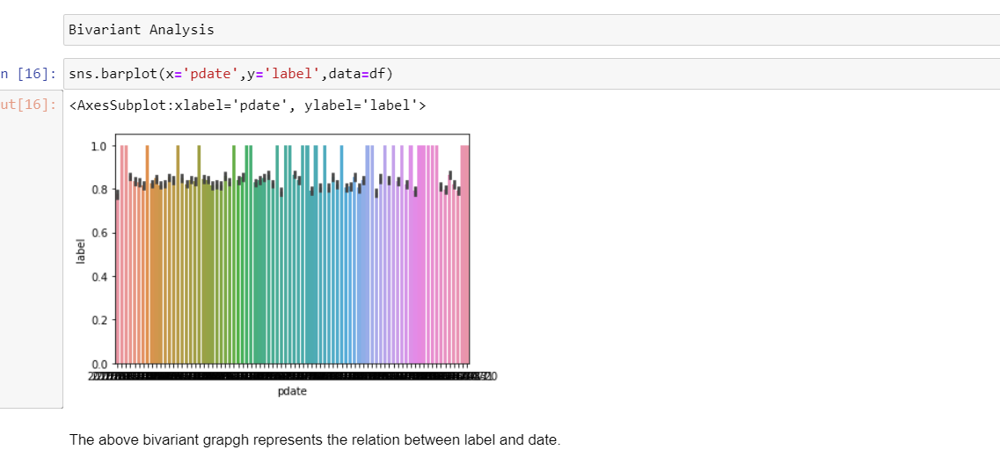 Bivariant Analysis
n [16]: sns.barplot(x='pdate',y='label',data=df)
ut[16]: <AxesSubplot:xlabel='pdate', ylabel='label'>
1.0
0.8
0.6
0.4
0.2
0.0
label
pdate
The above bivariant grapgh represents the relation between label and date.